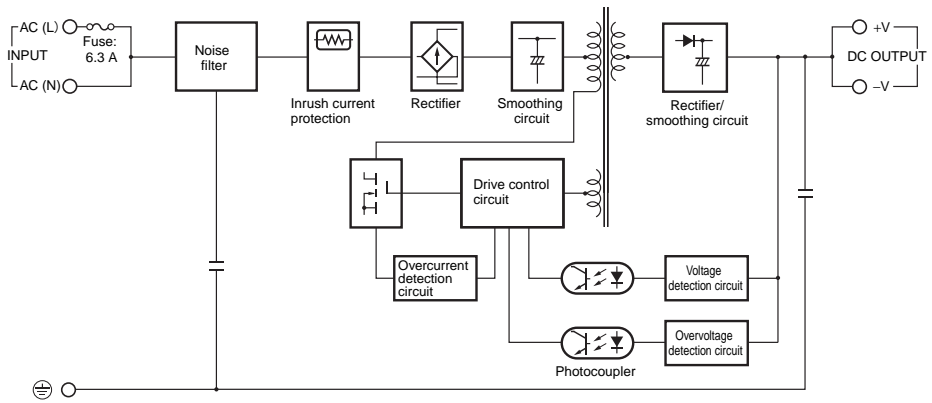 AC (L)
Fuse:
6.3 A
INPUT
AC (N)
Noise
filter
Inrush current
protection
Rectifier
Smoothing
circuit
Rectifier/
smoothing circuit
+V
DC OUTPUT
–V
Drive control
circuit
Overcurrent
detection
circuit
Voltage
detection circuit
Overvoltage
detection circuit
Photocoupler